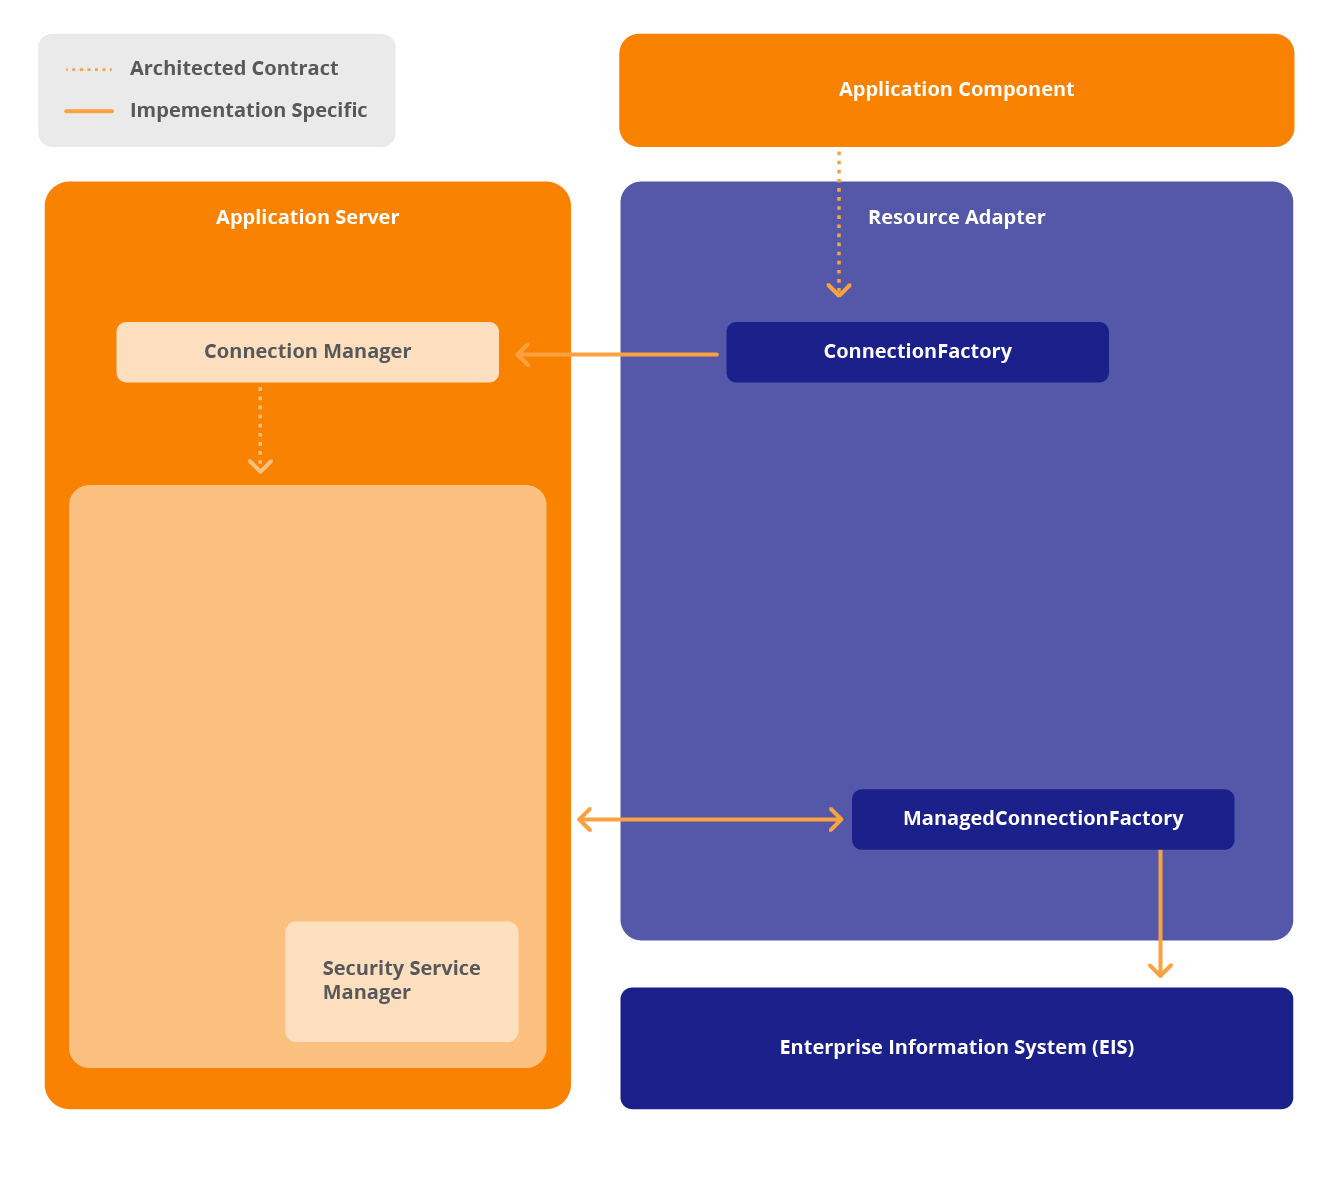 Architected Contract
Impementation Specific
Application Component
Application Server
Resource Adapter
Connection Manager
ConnectionFactory
ManagedConnectionFactory
Security Service
Manager
Enterprise Information System (EIS)